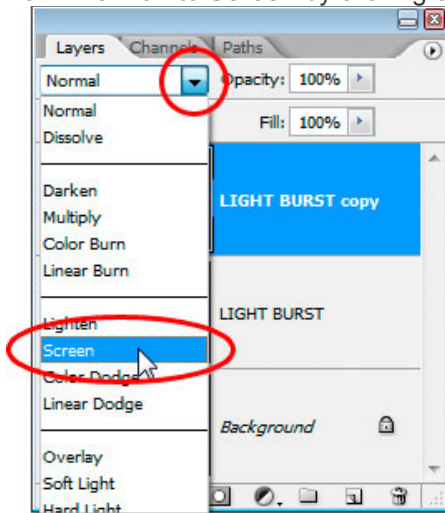 Layers Channels Paths
Normal Opacity: 100%
Normal Fill: 100%
Dissolve
Darken
Multiply
Color Burn
Linear Burn
LIGHT BURST copy
Lighten
Screen
Color Dodge
Linear Dodge
LIGHT BURST
Background
Overlay
Soft Light
Hard Light